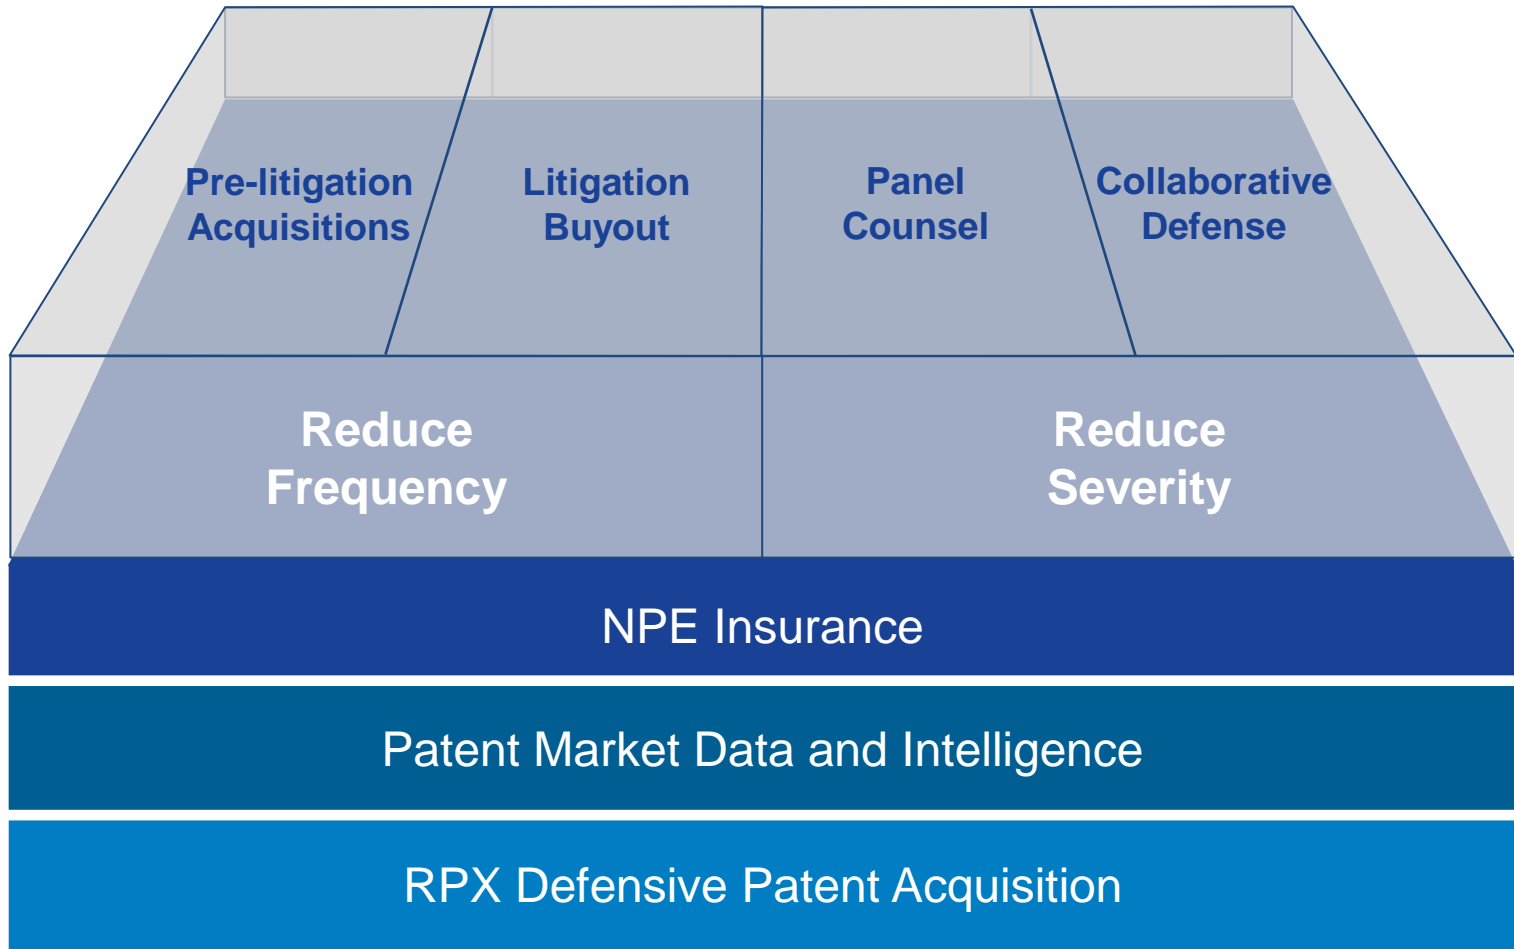 Pre-litigation
Acquisitions
Litigation
Buyout
Panel
Counsel
Collaborative
Defense
Reduce
Frequency
Reduce
Severity
NPE Insurance
Patent Market Data and Intelligence
RPX Defensive Patent Acquisition